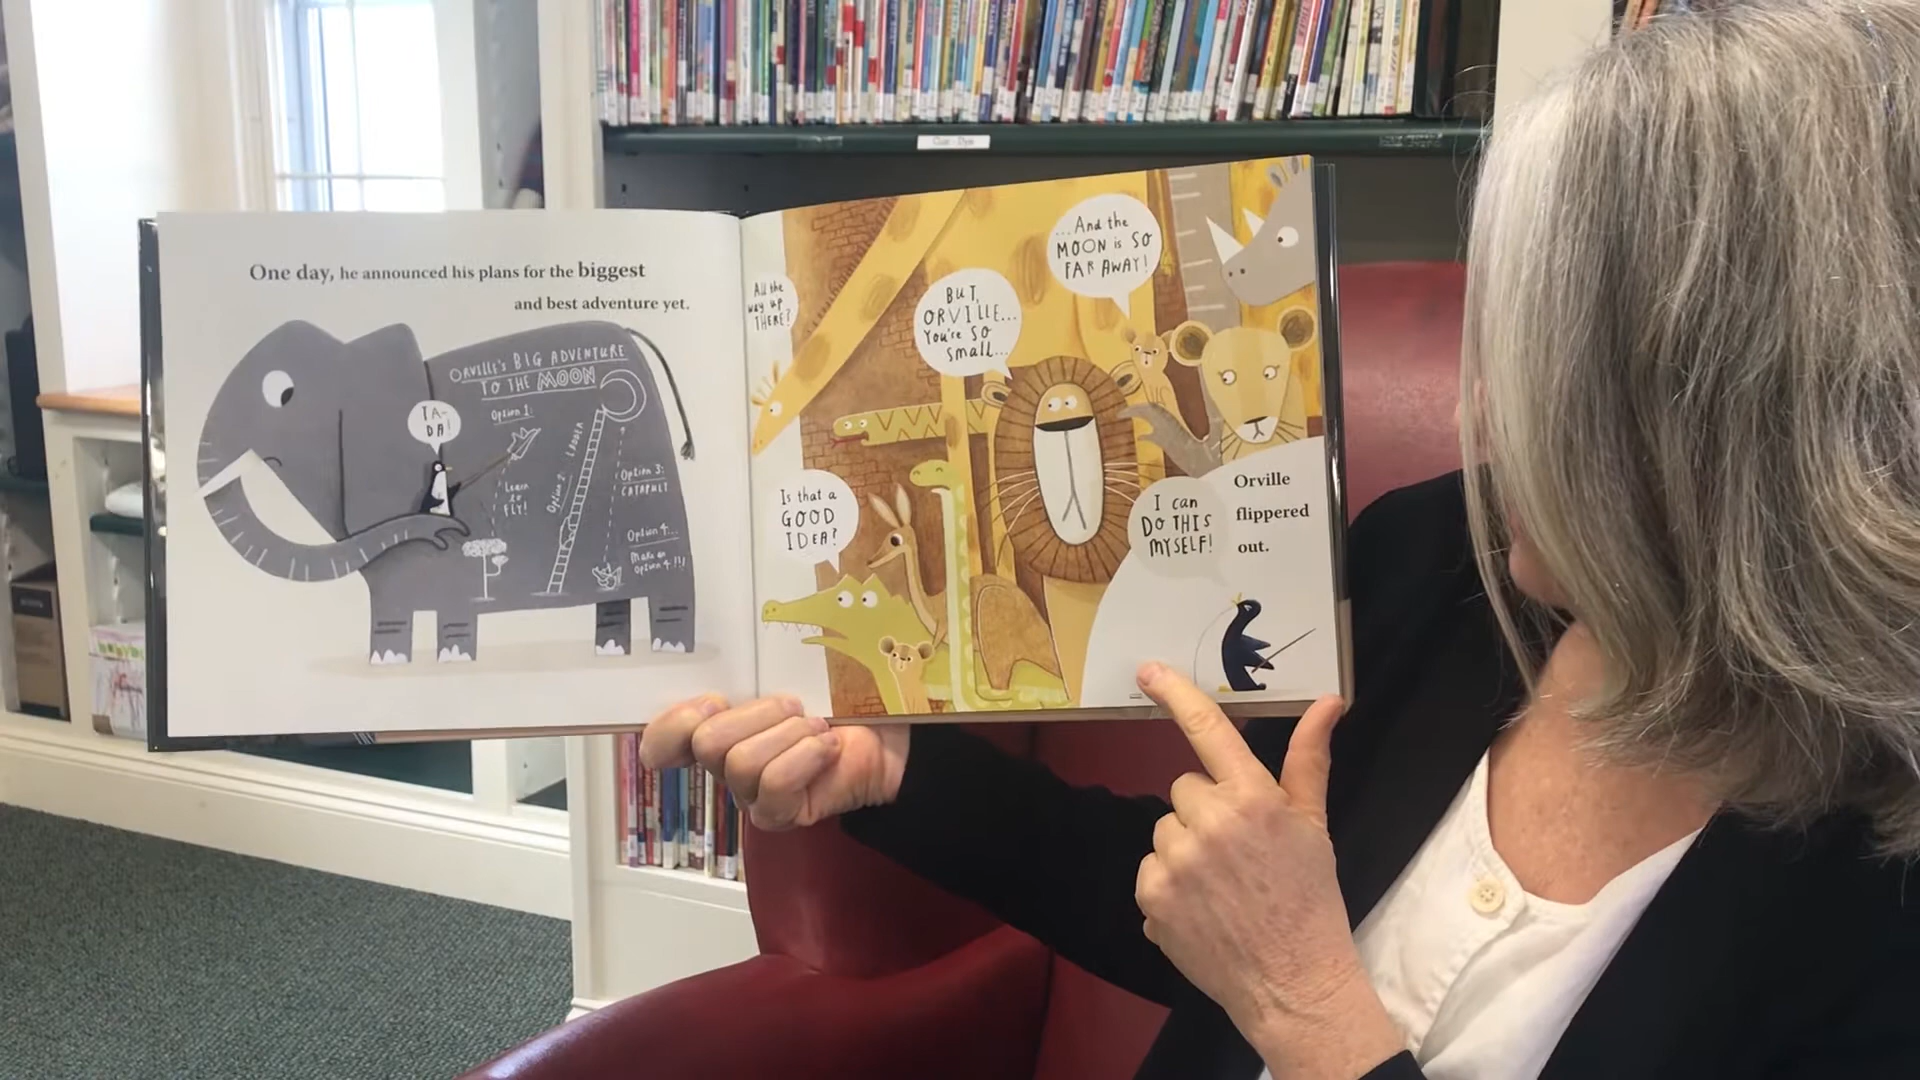 One day, he announced his plans for the biggest
and best adventure yet.
ORVILLE'S BIG ADVENTURE
TO THE MOON
TA-
DA!
Option 1:
Learn
to
FLY!
Option 2: LADDER
Option 3:
CATAPULT
Option 4...
Make an
Option 4!!!
All the
way up
THERE?
BUT,
ORVILLE...
You're SO
small...
...And the
MOON is SO
FAR AWAY!
Is that a
GOOD
IDEA?
I can
DO THIS
MYSELF!
Orville
flippered
out.